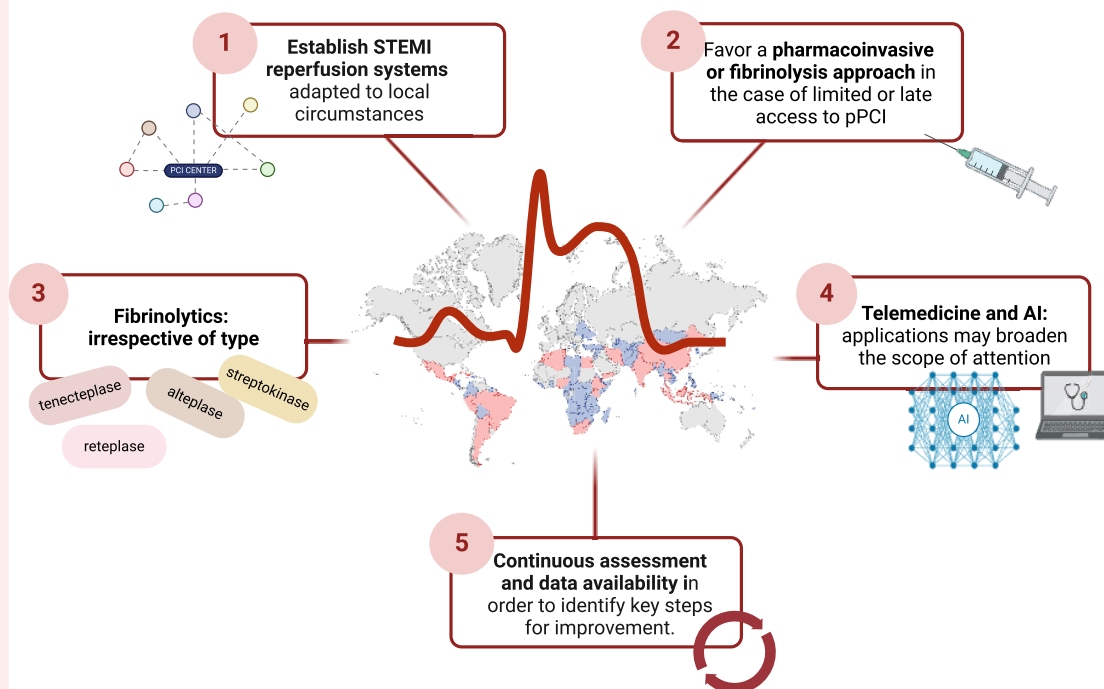 1
Establish STEMI
reperfusion systems
adapted to local
circumstances
PCI CENTER
2
Favor a pharmacoinvasive
or fibrinolysis approach in
the case of limited or late
access to pPCI
3
Fibrinolytics:
irrespective of type
tenecteplase
alteplase
streptokinase
reteplase
4
Telemedicine and AI:
applications may broaden
the scope of attention
AI
5
Continuous assessment
and data availability in
order to identify key steps
for improvement.